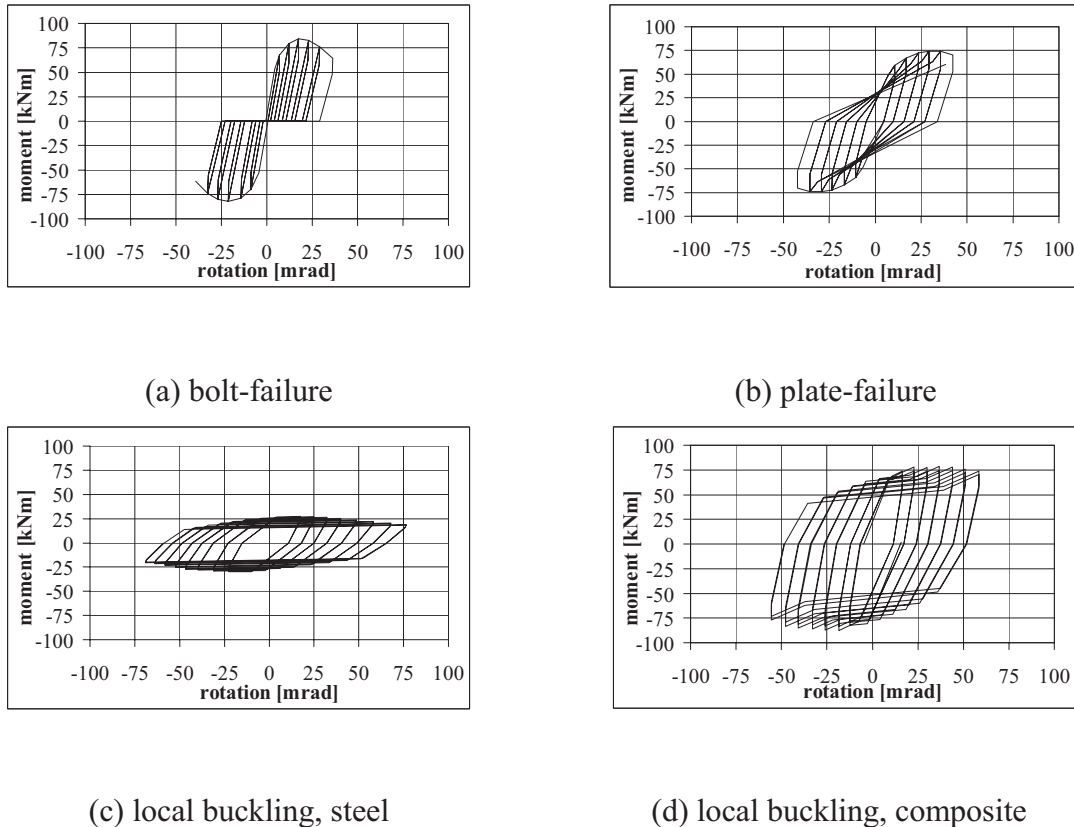 100
75
50
25
0
-25
-50
-75
-100
moment [kNm]
-100 -75 -50 -25 0 25 50 75 100
rotation [mrad]
(a) bolt-failure
100
75
50
25
0
-25
-50
-75
-100
moment [kNm]
-100 -75 -50 -25 0 25 50 75 100
rotation [mrad]
(b) plate-failure
100
75
50
25
0
-25
-50
-75
-100
moment [kNm]
-100 -75 -50 -25 0 25 50 75 100
rotation [mrad]
(c) local buckling, steel
100
75
50
25
0
-25
-50
-75
-100
moment [kNm]
-100 -75 -50 -25 0 25 50 75 100
rotation [mrad]
(d) local buckling, composite